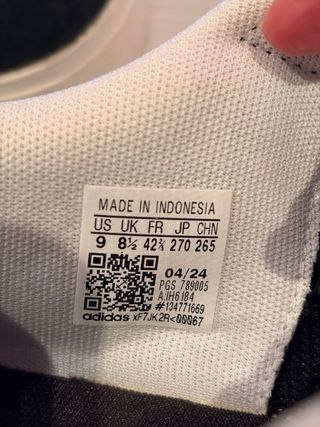 MADE IN INDONESIA
US UK FR JP CHN
9 8½ 42⅔ 270 265
04/24
PGS 789005
A:IH6184
#134771669
adidas xF7JK2R<00067